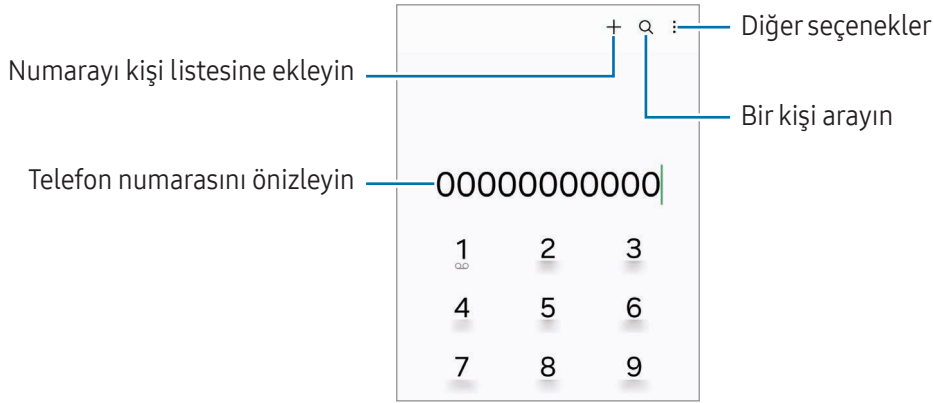 Diğer seçenekler
Numarayı kişi listesine ekleyin
Bir kişi arayın
Telefon numarasını önizleyin
00000000000
1 2 3
4 5 6
7 8 9